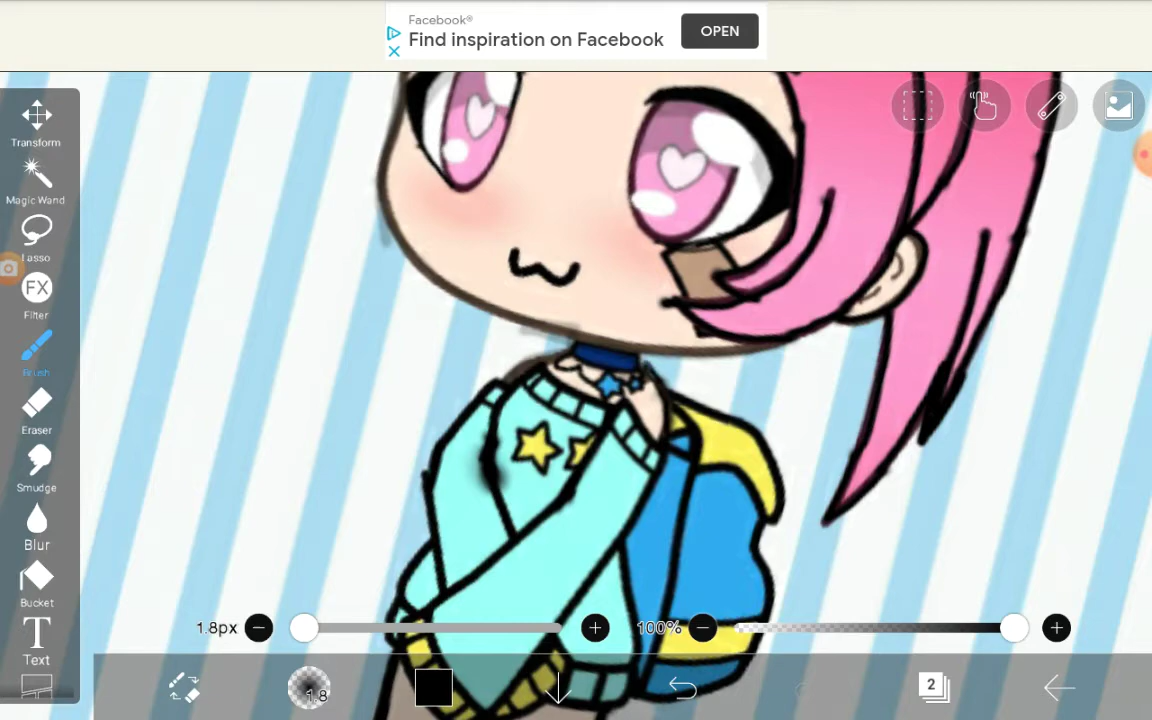 Facebook®
Find inspiration on Facebook
OPEN
Transform
Magic Wand
Lasso
FX
Filter
Brush
Eraser
Smudge
Blur
Bucket
T
Text
1.8px
100%
1.8
2